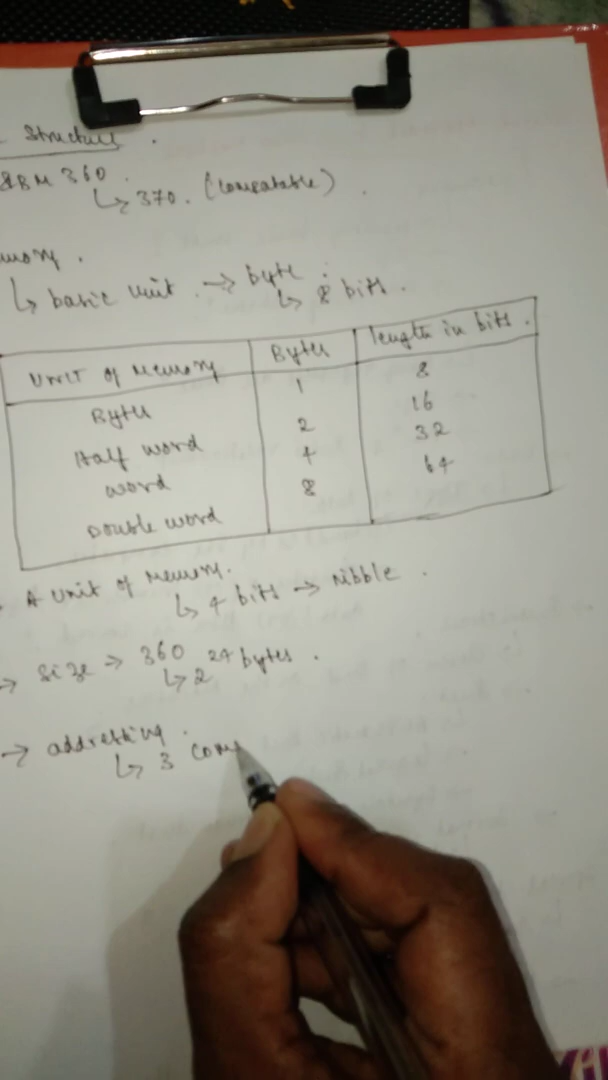 Structure .
IBM 360 .
↳ 370. (Compatable) .
emory .
↳ basic unit . → byte .
↳ 8 bits .
UNIT of Memory Bytes length in bits .
Bytes 1 8
Half word 2 16
word 4 32
Double word 8 64
A unit of Memory.
↳ 4 bits → Nibble .
→ Size → 360 24 bytes .
↳ 2
→ addressing .
↳ 3 com